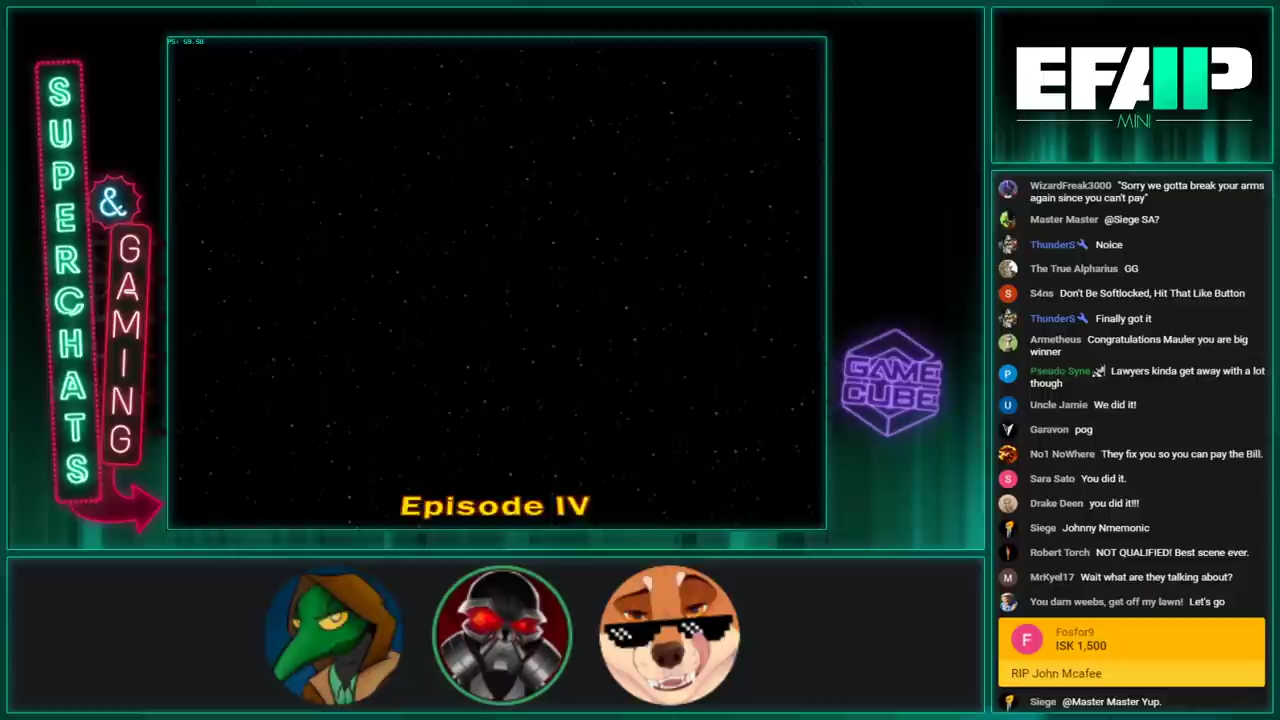 SUPERCHATS
&
GAMING
PS: 59.98
Episode IV
GAME
CUBE
EFAP
MINI
WizardFreak3000 "Sorry we gotta break your arms
again since you can't pay"
Master Master @Siege SA?
ThunderS Noice
The True Alpharius GG
S S4ns Don't Be Softlocked, Hit That Like Button
ThunderS Finally got it
Armetheus Congratulations Mauler you are big
winner
P Pseudo Syne Lawyers kinda get away with a lot
though
U Uncle Jamie We did it!
Garavon pog
No1 NoWhere They fix you so you can pay the Bill.
S Sara Sato You did it.
Drake Deen you did it!!!
Siege Johnny Nmemonic
Robert Torch NOT QUALIFIED! Best scene ever.
M MrKyel17 Wait what are they talking about?
You dam weebs, get off my lawn! Let's go
F Fosfor9
ISK 1,500
RIP John Mcafee
Siege @Master Master Yup.